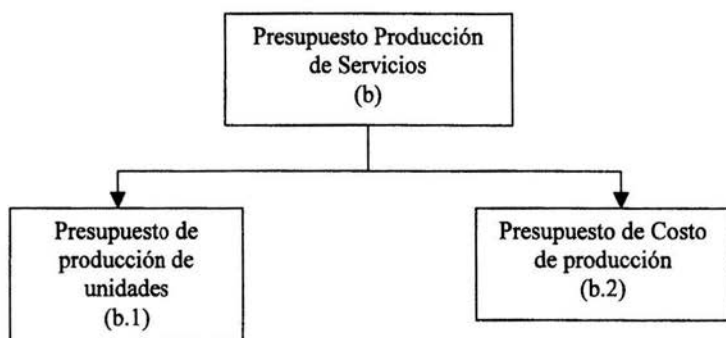 Presupuesto Producción
de Servicios
(b)
Presupuesto de
producción de
unidades
(b.1)
Presupuesto de Costo
de producción
(b.2)